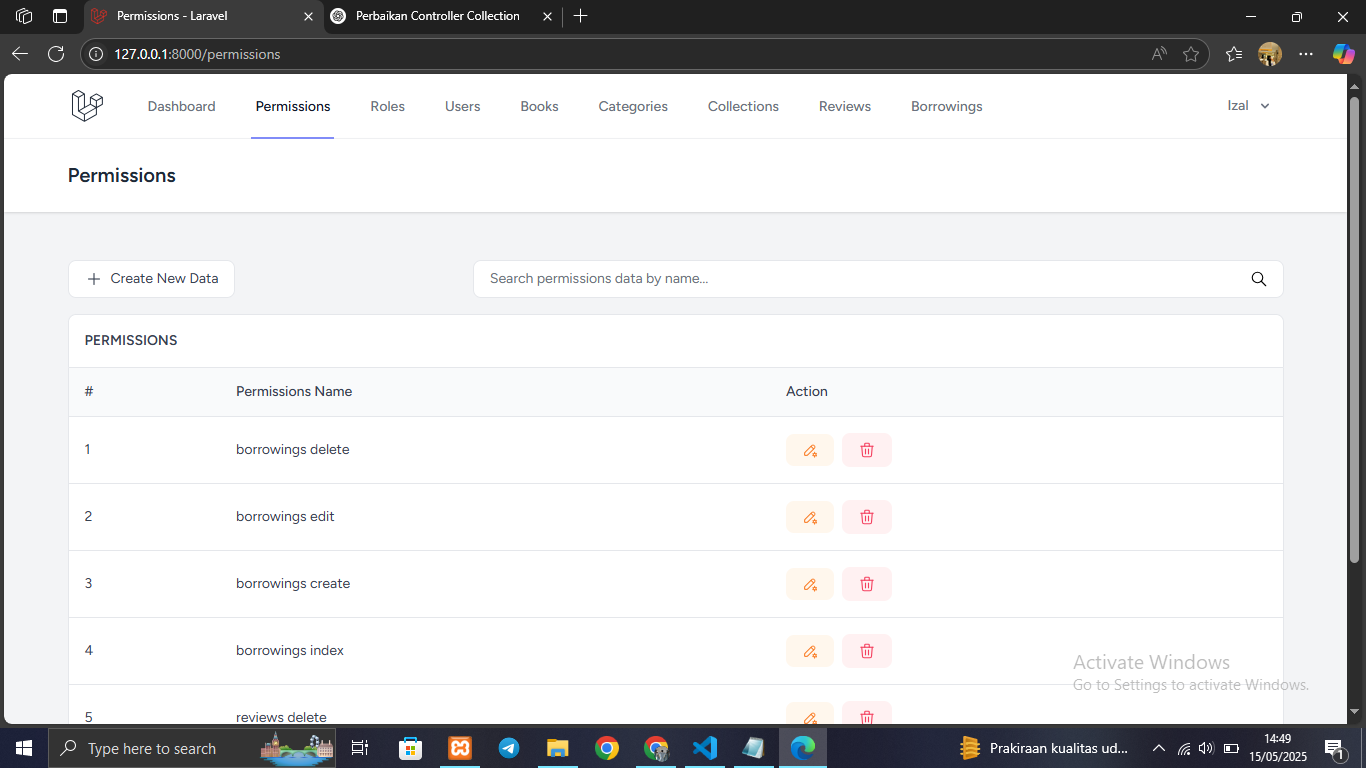 Permissions - Laravel
Perbaikan Controller Collection
127.0.0.1:8000/permissions
Dashboard Permissions Roles Users Books Categories Collections Reviews Borrowings Izal
Permissions
Create New Data
Search permissions data by name...
PERMISSIONS
# Permissions Name Action
1 borrowings delete
2 borrowings edit
3 borrowings create
4 borrowings index
5 reviews delete
Activate Windows
Go to Settings to activate Windows.
Type here to search
Prakiraan kualitas ud...
14:49
15/05/2025
1